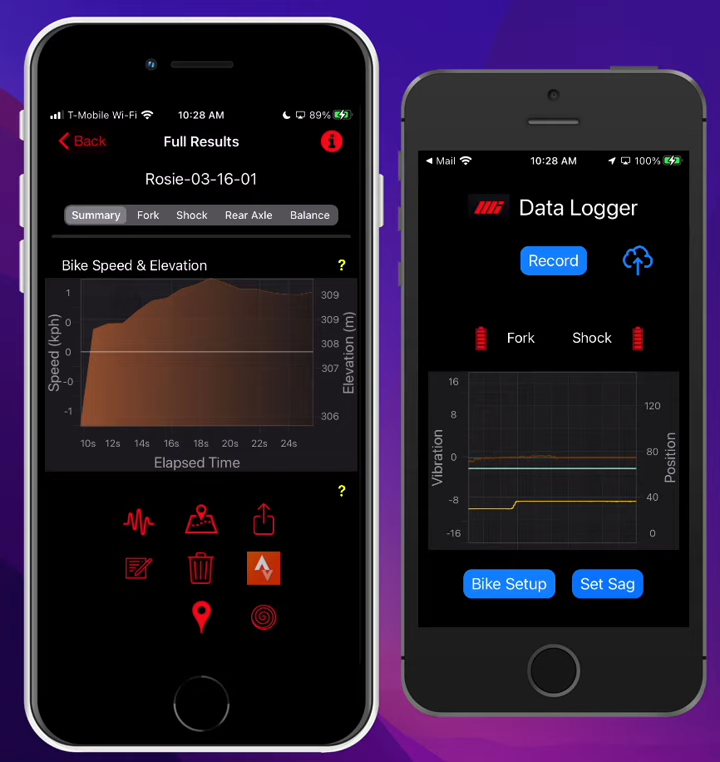 T-Mobile Wi-Fi 10:28 AM 89%
Back Full Results
Rosie-03-16-01
Summary Fork Shock Rear Axle Balance
Bike Speed & Elevation ?
1
0
0
-0
-1
Speed (kph)
309
309
308
307
306
Elevation (m)
10s 12s 14s 16s 18s 20s 22s 24s
Elapsed Time
?
Mail 10:28 AM 100%
Data Logger
Record
Fork Shock
16
8
0
-8
-16
Vibration
120
80
40
0
Position
Bike Setup Set Sag